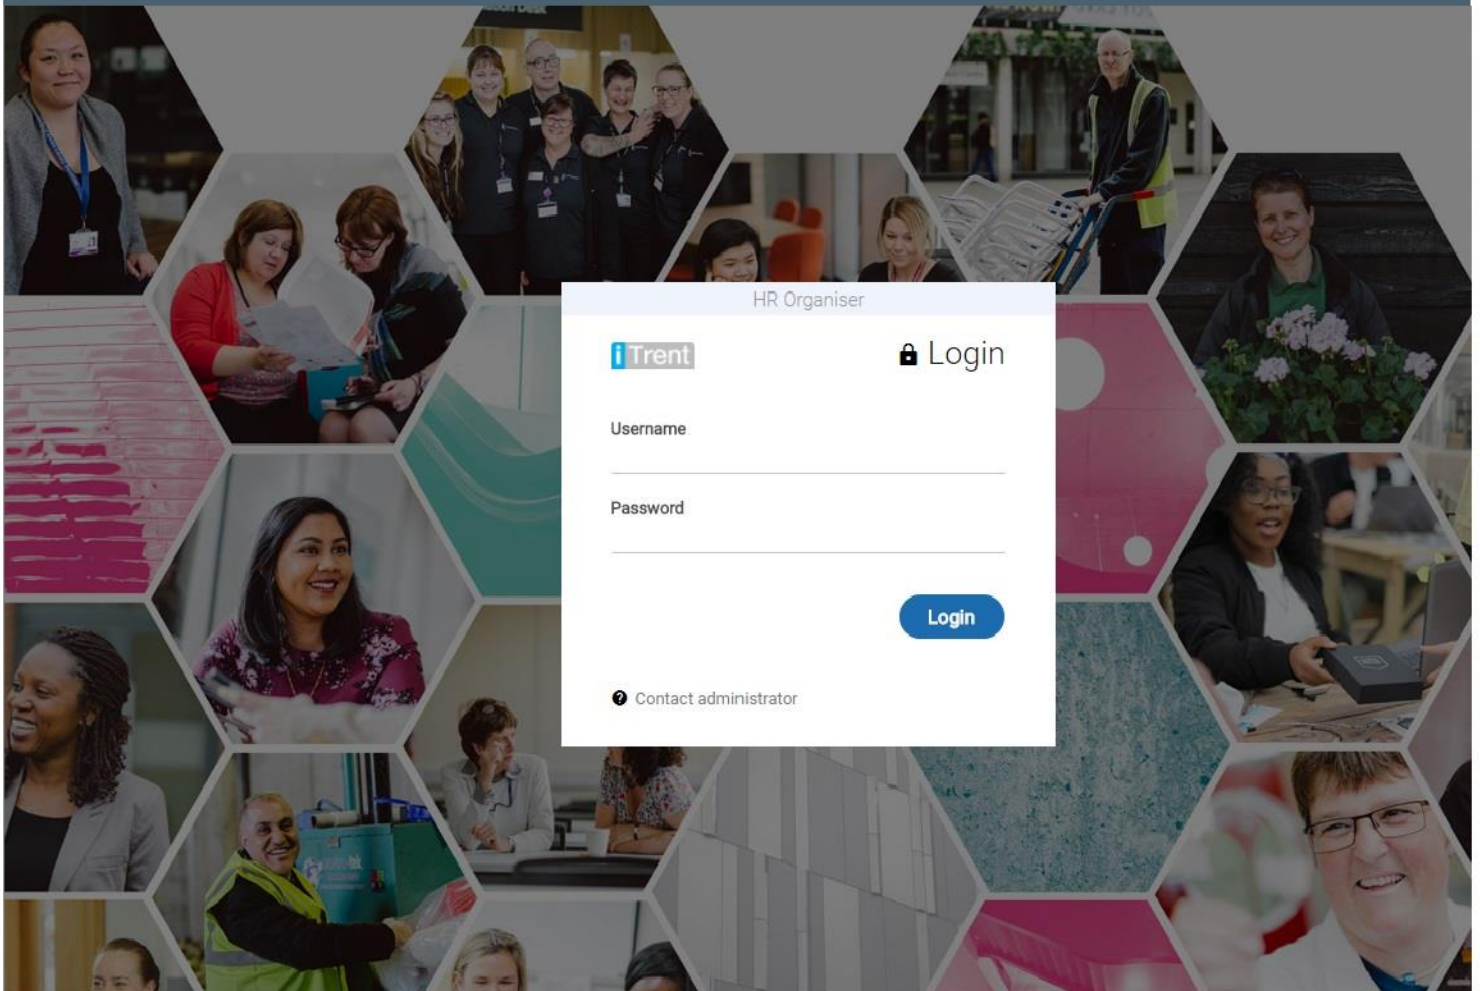 HR Organiser
iTrent
Login
Username
Password
Login
Contact administrator